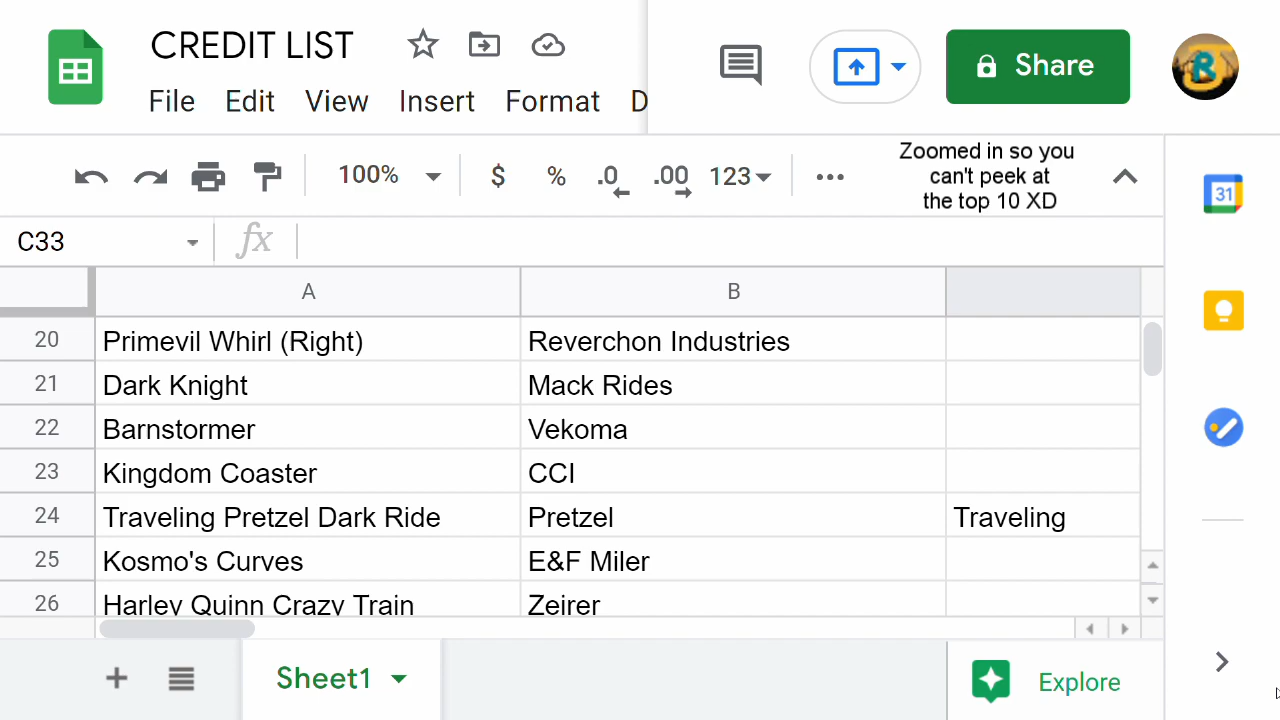 CREDIT LIST
File Edit View Insert Format D
Share
R
100% $ % .0 .00 123
Zoomed in so you
can't peek at
the top 10 XD
31
C33 fx
A B
20 Primevil Whirl (Right) Reverchon Industries
21 Dark Knight Mack Rides
22 Barnstormer Vekoma
23 Kingdom Coaster CCI
24 Traveling Pretzel Dark Ride Pretzel Traveling
25 Kosmo's Curves E&F Miler
26 Harley Quinn Crazy Train Zeirer
Sheet1
Explore